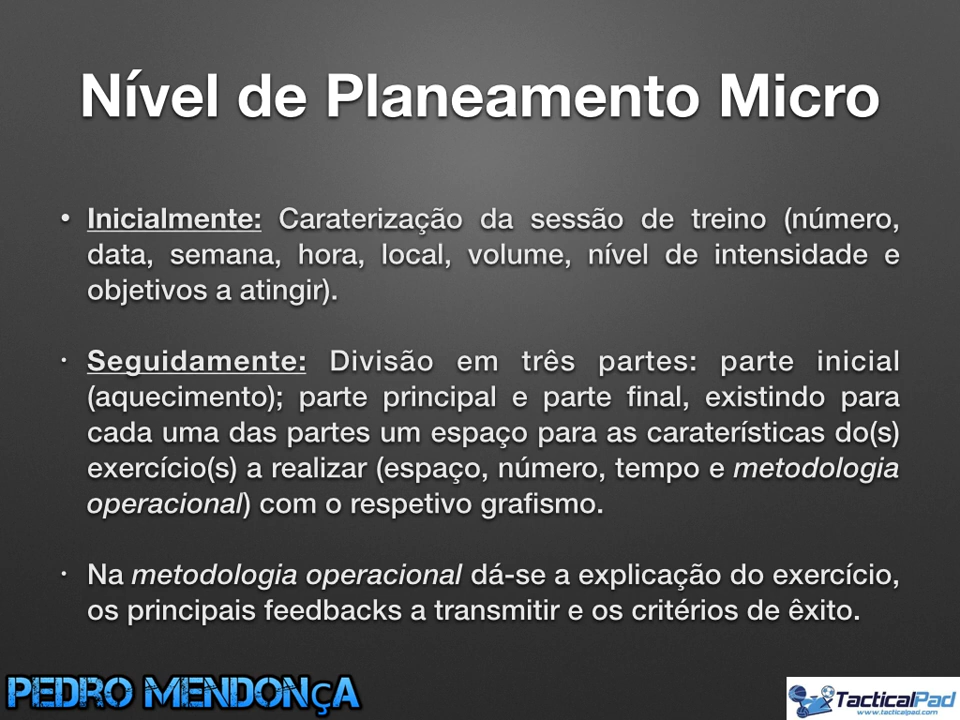 Nível de Planeamento Micro
• Inicialmente: Caraterização da sessão de treino (número,
data, semana, hora, local, volume, nível de intensidade e
objetivos a atingir).
• Seguidamente: Divisão em três partes: parte inicial
(aquecimento); parte principal e parte final, existindo para
cada uma das partes um espaço para as caraterísticas do(s)
exercício(s) a realizar (espaço, número, tempo e metodologia
operacional) com o respetivo grafismo.
• Na metodologia operacional dá-se a explicação do exercício,
os principais feedbacks a transmitir e os critérios de êxito.
PEDRO MENDONÇA
TacticalPad
www.tacticalpad.com